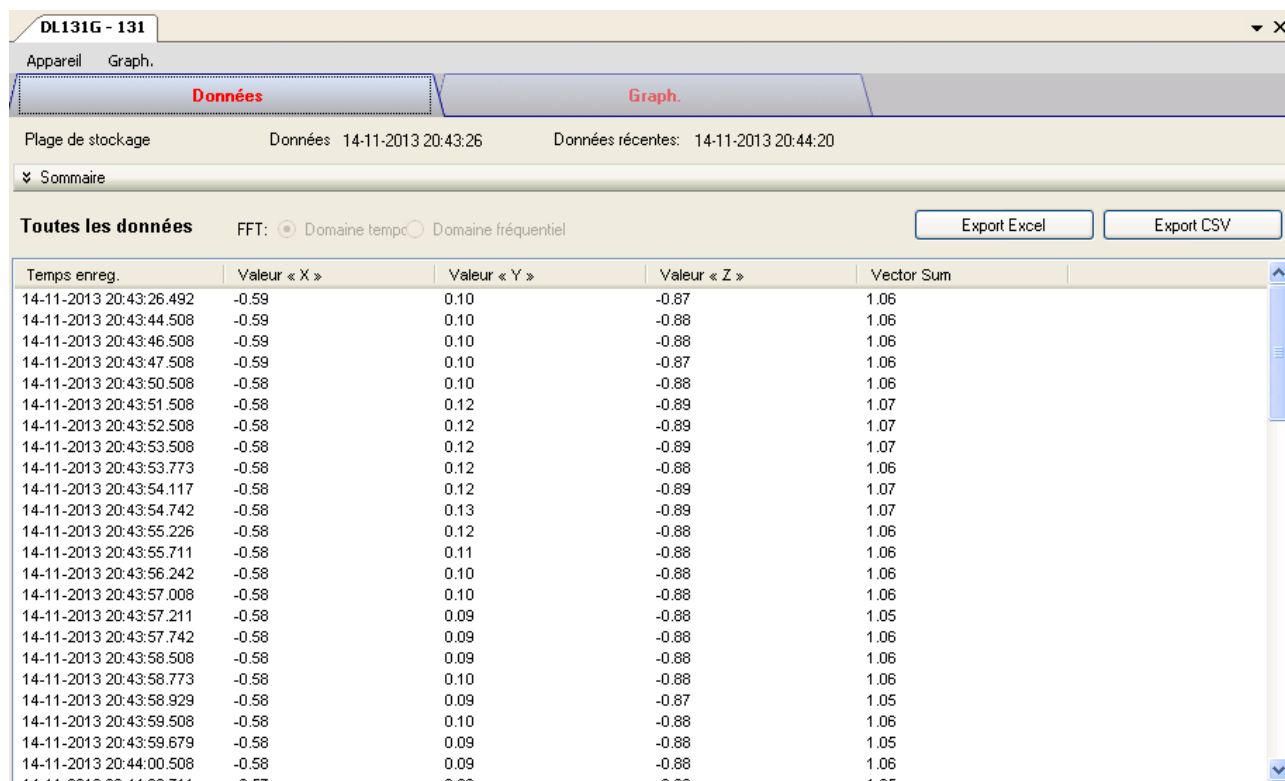 DL131G - 131
Appareil Graph.
Données Graph.
Plage de stockage Données 14-11-2013 20:43:26 Données récentes: 14-11-2013 20:44:20
Sommaire
Toutes les données FFT: Domaine tempo Domaine fréquentiel Export Excel Export CSV
Temps enreg. Valeur « X » Valeur « Y » Valeur « Z » Vector Sum
14-11-2013 20:43:26.492 -0.59 0.10 -0.87 1.06
14-11-2013 20:43:44.508 -0.59 0.10 -0.88 1.06
14-11-2013 20:43:46.508 -0.59 0.10 -0.88 1.06
14-11-2013 20:43:47.508 -0.59 0.10 -0.87 1.06
14-11-2013 20:43:50.508 -0.58 0.10 -0.88 1.06
14-11-2013 20:43:51.508 -0.58 0.12 -0.89 1.07
14-11-2013 20:43:52.508 -0.58 0.12 -0.89 1.07
14-11-2013 20:43:53.508 -0.58 0.12 -0.89 1.07
14-11-2013 20:43:53.773 -0.58 0.12 -0.88 1.06
14-11-2013 20:43:54.117 -0.58 0.12 -0.89 1.07
14-11-2013 20:43:54.742 -0.58 0.13 -0.89 1.07
14-11-2013 20:43:55.226 -0.58 0.12 -0.88 1.06
14-11-2013 20:43:55.711 -0.58 0.11 -0.88 1.06
14-11-2013 20:43:56.242 -0.58 0.10 -0.88 1.06
14-11-2013 20:43:57.008 -0.58 0.10 -0.88 1.06
14-11-2013 20:43:57.211 -0.58 0.09 -0.88 1.05
14-11-2013 20:43:57.742 -0.58 0.09 -0.88 1.06
14-11-2013 20:43:58.508 -0.58 0.09 -0.88 1.06
14-11-2013 20:43:58.773 -0.58 0.10 -0.88 1.06
14-11-2013 20:43:58.929 -0.58 0.09 -0.87 1.05
14-11-2013 20:43:59.508 -0.58 0.10 -0.88 1.06
14-11-2013 20:43:59.679 -0.58 0.09 -0.88 1.05
14-11-2013 20:44:00.508 -0.58 0.09 -0.88 1.06